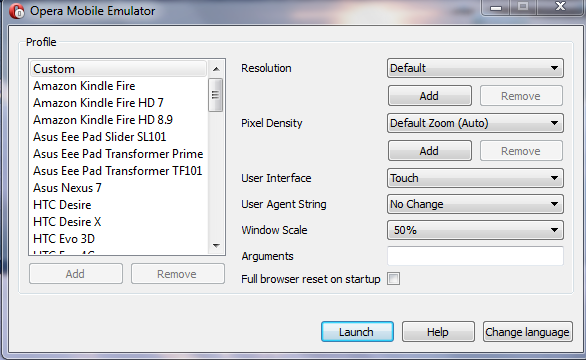 Opera Mobile Emulator
Profile
Custom
Amazon Kindle Fire
Amazon Kindle Fire HD 7
Amazon Kindle Fire HD 8.9
Asus Eee Pad Slider SL101
Asus Eee Pad Transformer Prime
Asus Eee Pad Transformer TF101
Asus Nexus 7
HTC Desire
HTC Desire X
HTC Evo 3D
HTC Evo 4G
Add Remove
Resolution Default
Add Remove
Pixel Density Default Zoom (Auto)
Add Remove
User Interface Touch
User Agent String No Change
Window Scale 50%
Arguments
Full browser reset on startup
Launch Help Change language